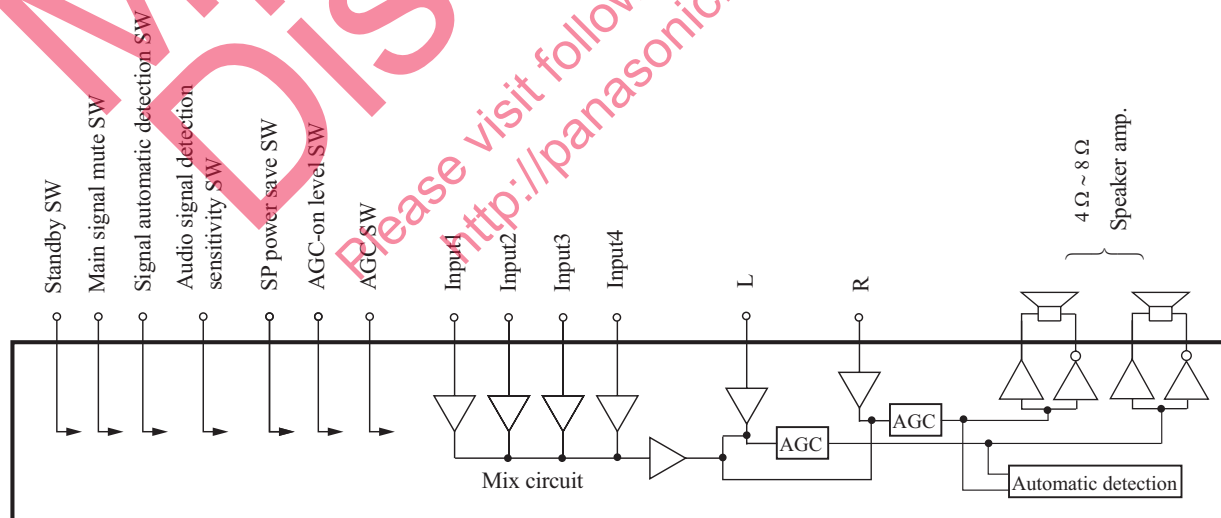 Please visit follow
http://panasonic.
Standby SW
Main signal mute SW
Signal automatic detection SW
Audio signal detection
sensitivity SW
SP power save SW
AGC-on level SW
AGC SW
Input1
Input2
Input3
Input4
L
R
4 Ω ~ 8 Ω
Speaker amp.
AGC
AGC
Mix circuit
Automatic detection